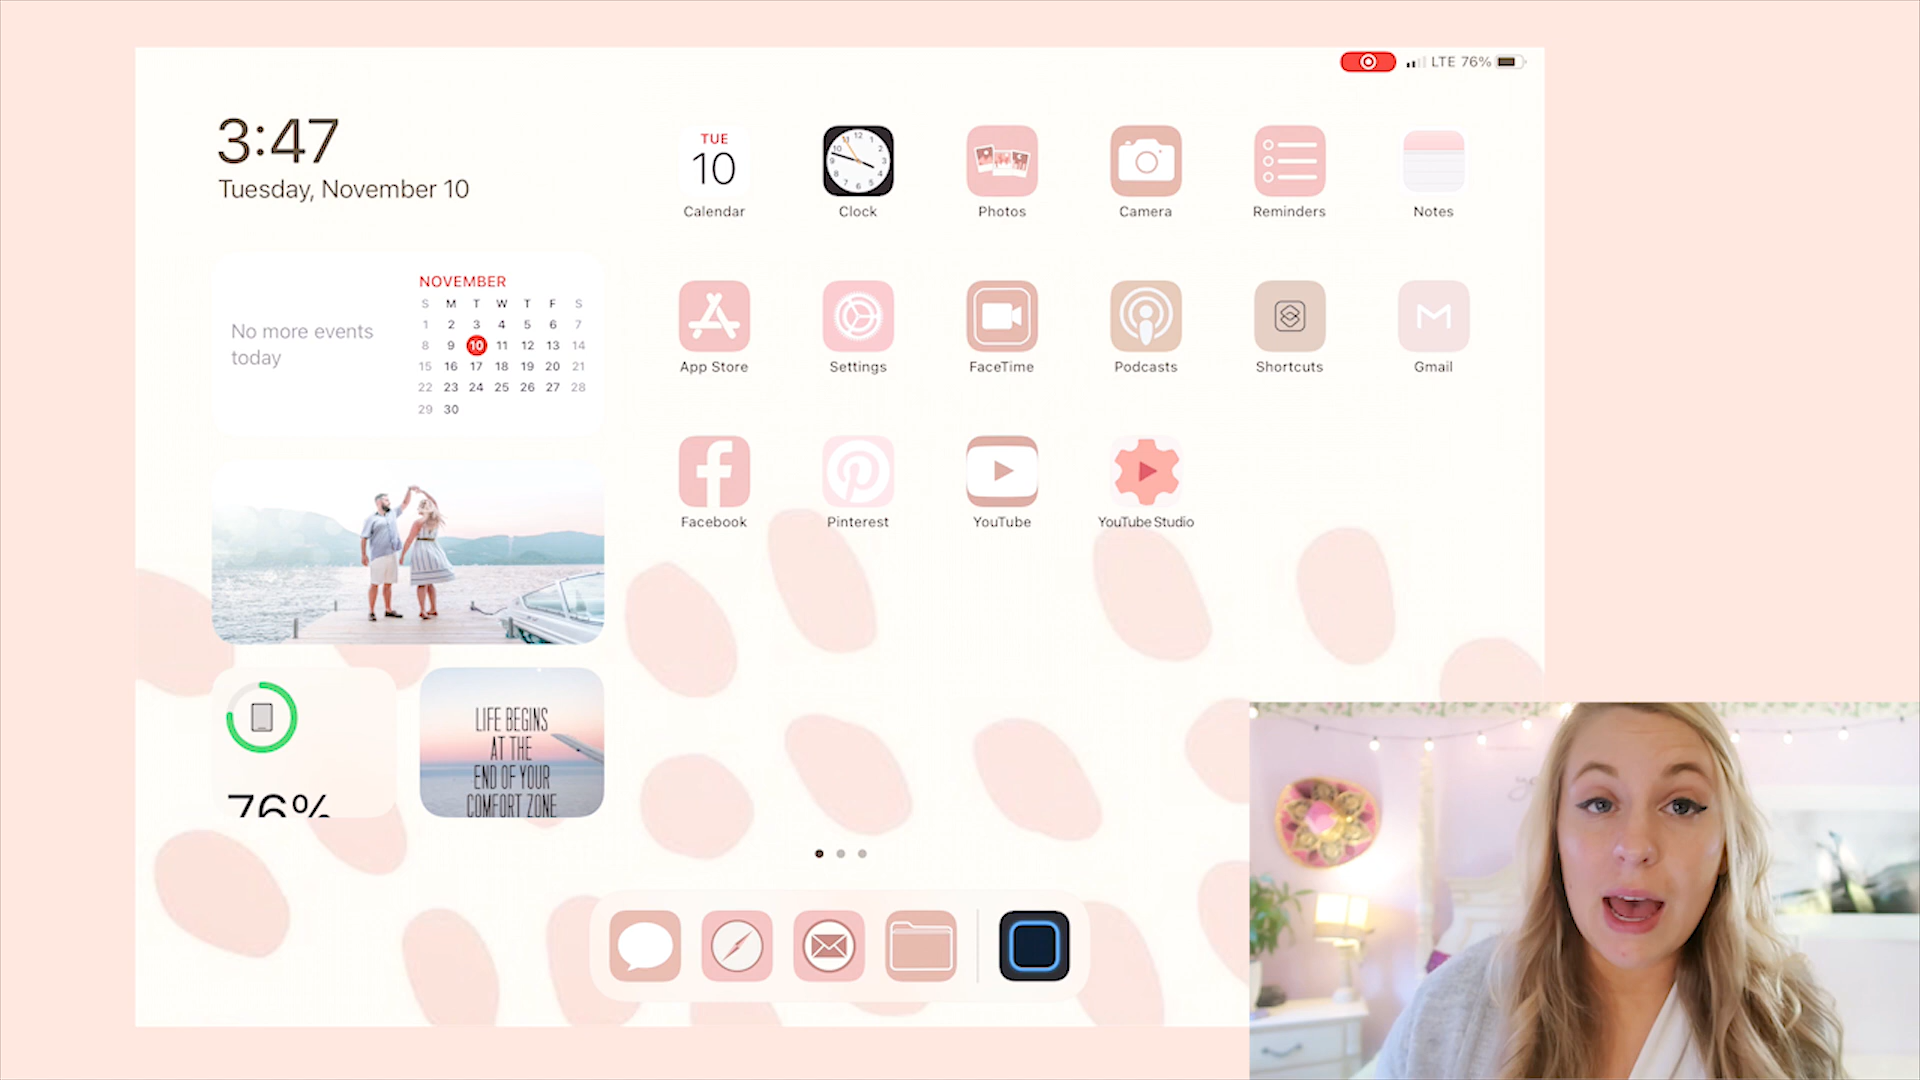 LTE 76%
3:47
Tuesday, November 10
TUE
10
Calendar
Clock
Photos
Camera
Reminders
Notes
No more events
today
NOVEMBER
S M T W T F S
1 2 3 4 5 6 7
8 9 10 11 12 13 14
15 16 17 18 19 20 21
22 23 24 25 26 27 28
29 30
App Store
Settings
FaceTime
Podcasts
Shortcuts
Gmail
Facebook
Pinterest
YouTube
YouTube Studio
76%
LIFE BEGINS
AT THE
END OF YOUR
COMFORT ZONE